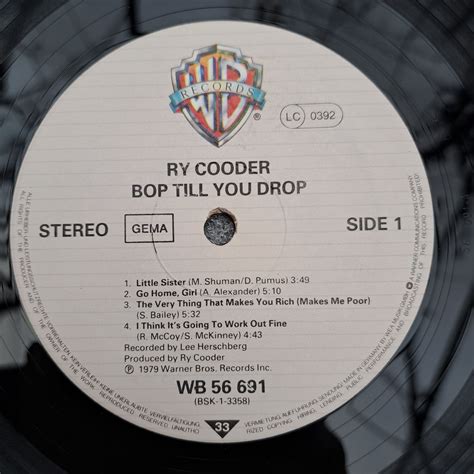 WB
RECORDS
®
LC 0392
RY COODER
BOP TILL YOU DROP
STEREO GEMA SIDE 1
1. Little Sister (M. Shuman/D. Pumus) 3:49
2. Go Home, Girl (A. Alexander) 5:10
3. The Very Thing That Makes You Rich (Makes Me Poor)
(S. Bailey) 5:32
4. I Think It's Going To Work Out Fine
(R. McCoy/S. McKinney) 4:43
Recorded by Lee Herschberg
Produced by Ry Cooder
℗ 1979 Warner Bros. Records Inc.
WB 56 691
(BSK-1-3358)
33